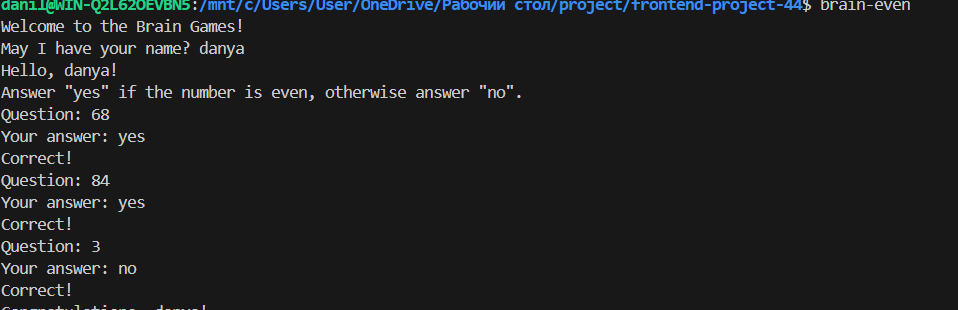 danil@WIN-Q2L62OEVBN5:/mnt/c/Users/User/OneDrive/Рабочий стол/project/frontend-project-44$ brain-even
Welcome to the Brain Games!
May I have your name? danya
Hello, danya!
Answer "yes" if the number is even, otherwise answer "no".
Question: 68
Your answer: yes
Correct!
Question: 84
Your answer: yes
Correct!
Question: 3
Your answer: no
Correct!
Congratulations, danya!